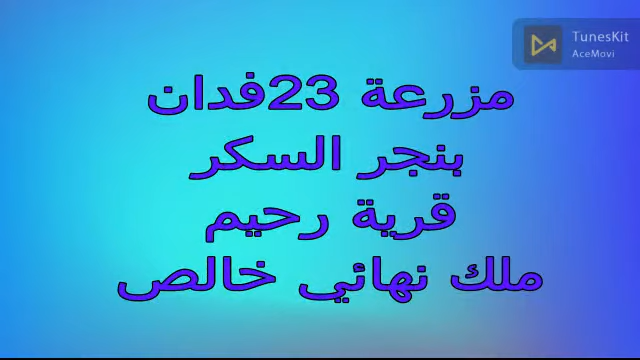 TunesKit
AceMovi
مزرعة 23فدان
بنجر السكر
قرية رحيم
ملك نهائي خالص